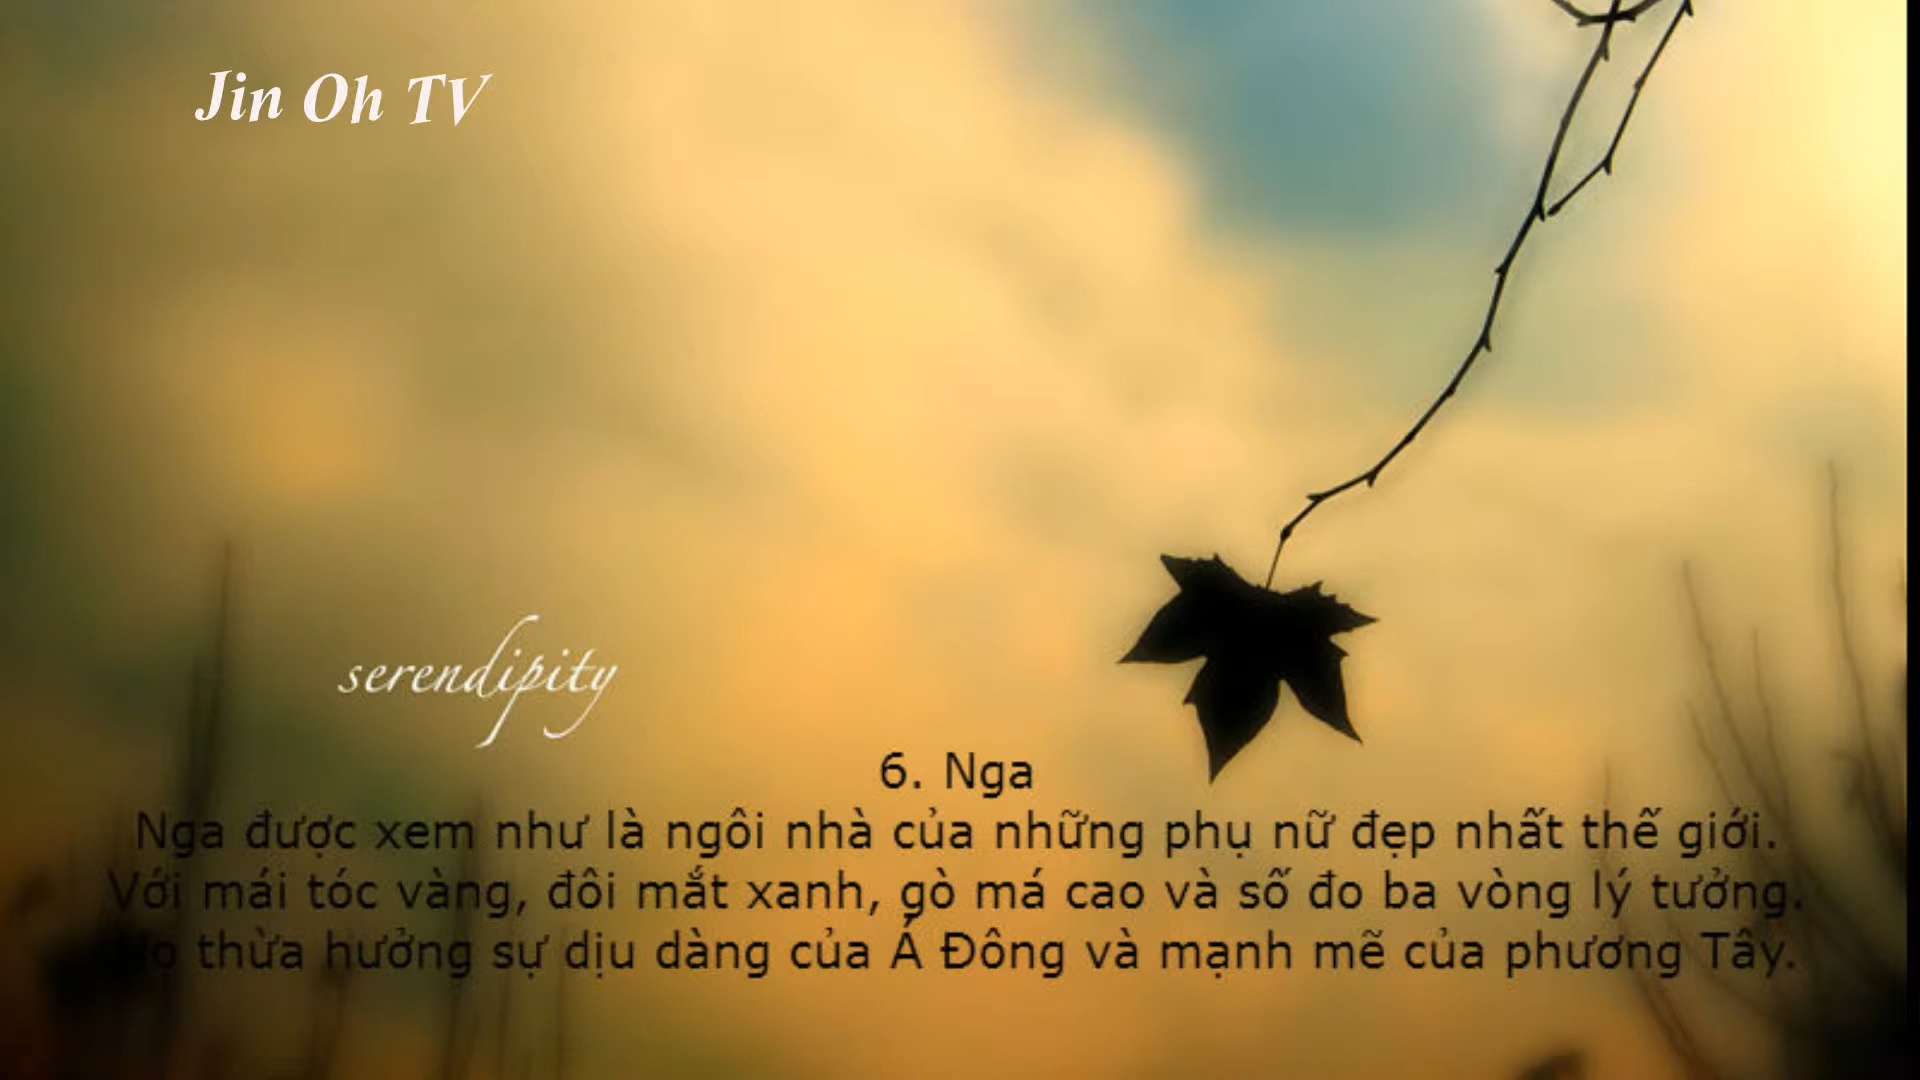 Jin Oh TV
serendipity
6. Nga
Nga được xem như là ngôi nhà của những phụ nữ đẹp nhất thế giới.
Với mái tóc vàng, đôi mắt xanh, gò má cao và số đo ba vòng lý tưởng.
thừa hưởng sự dịu dàng của Á Đông và mạnh mẽ của phương Tây.